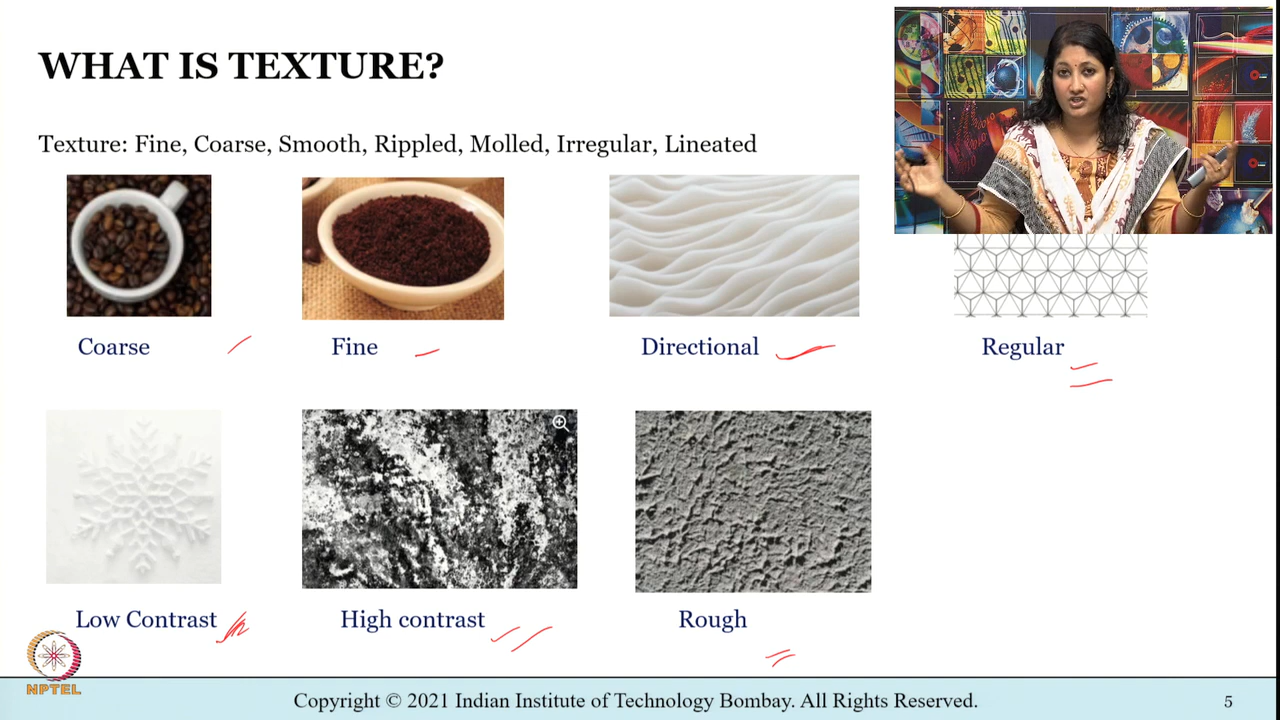 WHAT IS TEXTURE?
Texture: Fine, Coarse, Smooth, Rippled, Molled, Irregular, Lineated
Coarse
Fine
Directional
Regular
Low Contrast
High contrast
Rough
NPTEL
Copyright © 2021 Indian Institute of Technology Bombay. All Rights Reserved.
5